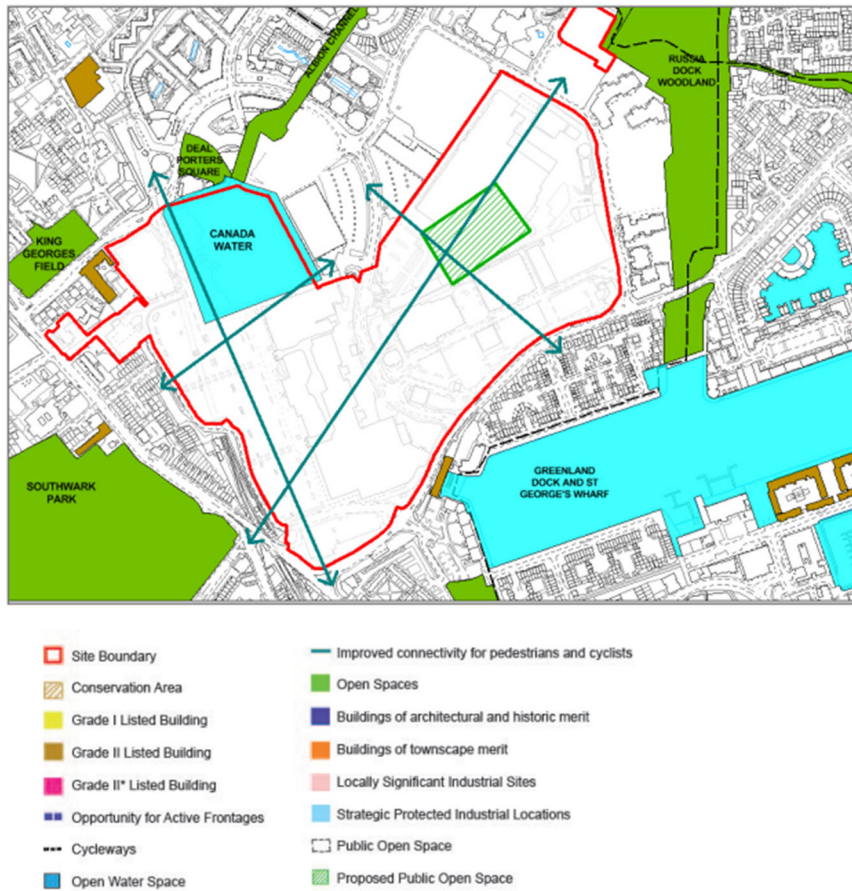 ALBION CHANNEL
RUSSIA
DOCK
WOODLAND
DEAL
PORTERS
SQUARE
CANADA
WATER
KING
GEORGES
FIELD
SOUTHWARK
PARK
GREENLAND
DOCK AND ST
GEORGE'S WHARF
Site Boundary
Conservation Area
Grade I Listed Building
Grade II Listed Building
Grade II* Listed Building
Opportunity for Active Frontages
Cycleways
Open Water Space
Improved connectivity for pedestrians and cyclists
Open Spaces
Buildings of architectural and historic merit
Buildings of townscape merit
Locally Significant Industrial Sites
Strategic Protected Industrial Locations
Public Open Space
Proposed Public Open Space